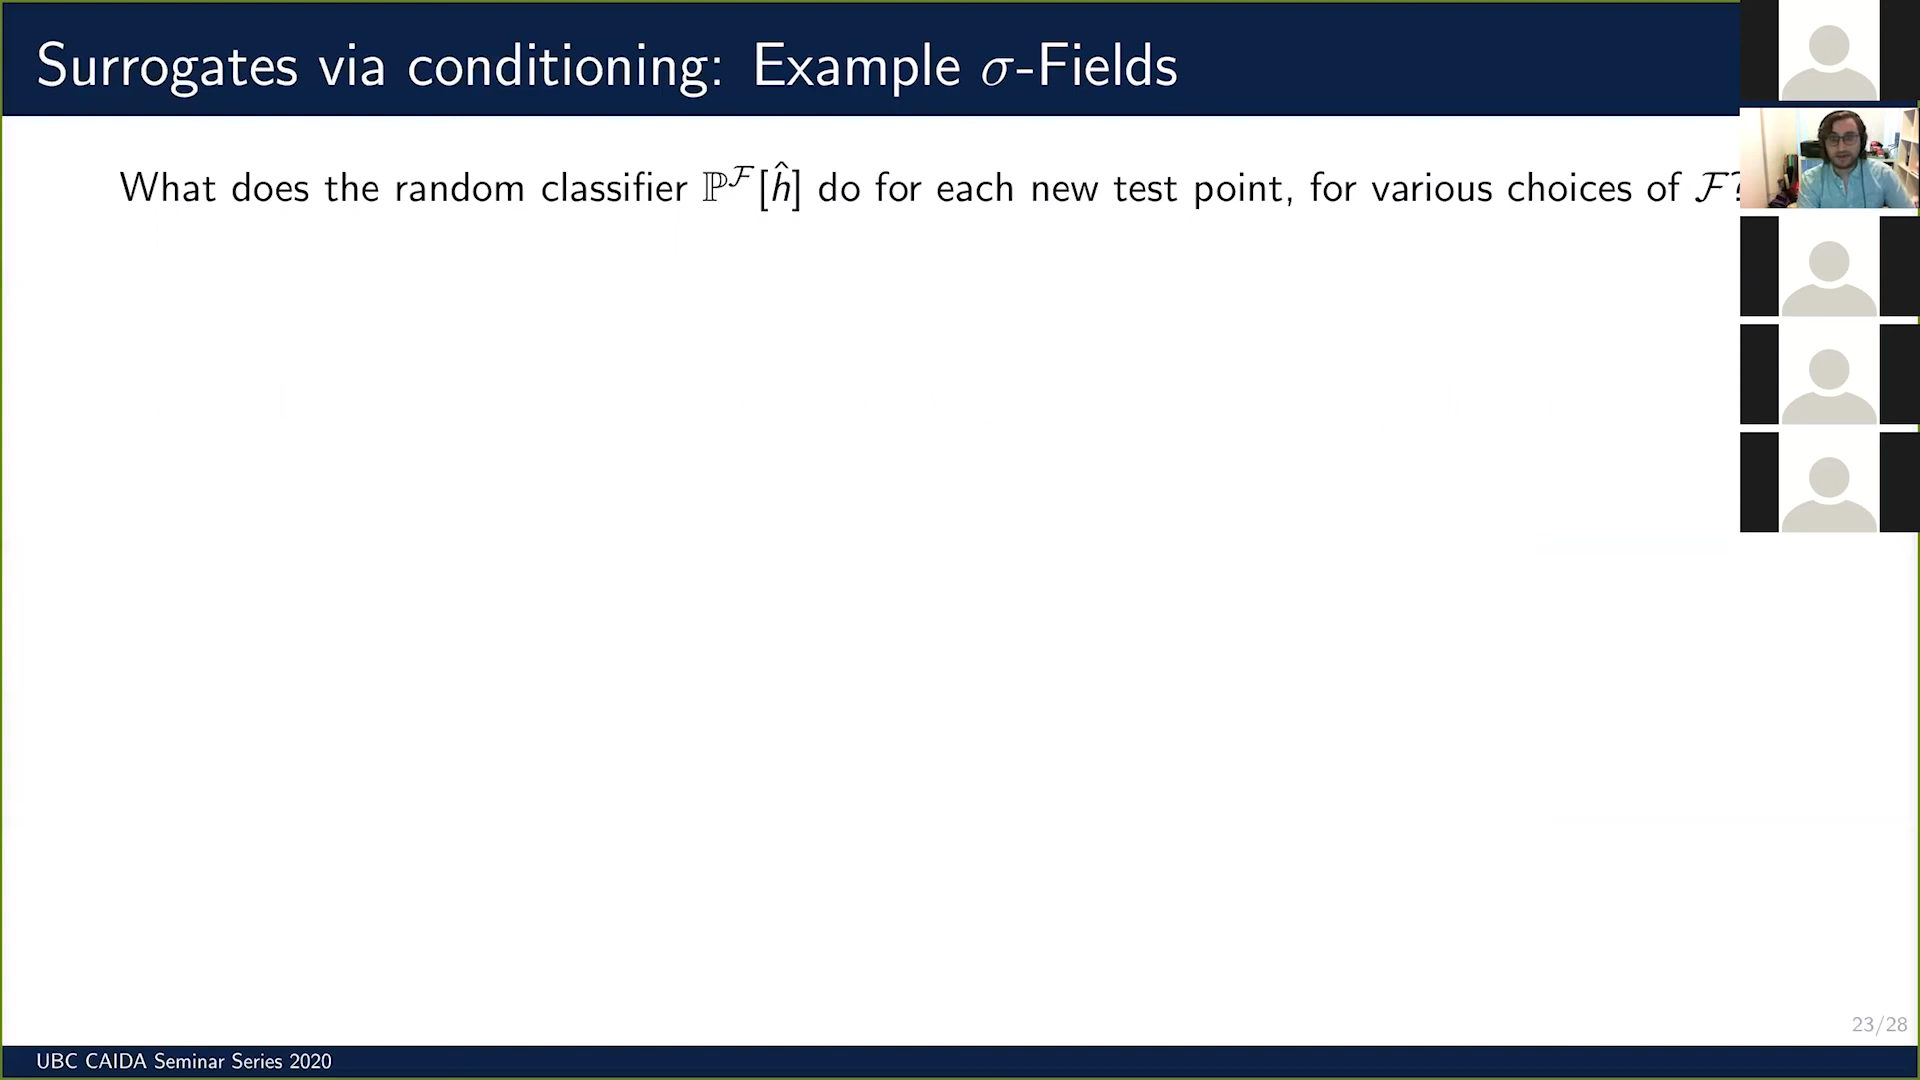 Surrogates via conditioning: Example σ-Fields
What does the random classifier ℙ^ℱ[ĥ] do for each new test point, for various choices of ℱ?
23/28
UBC CAIDA Seminar Series 2020